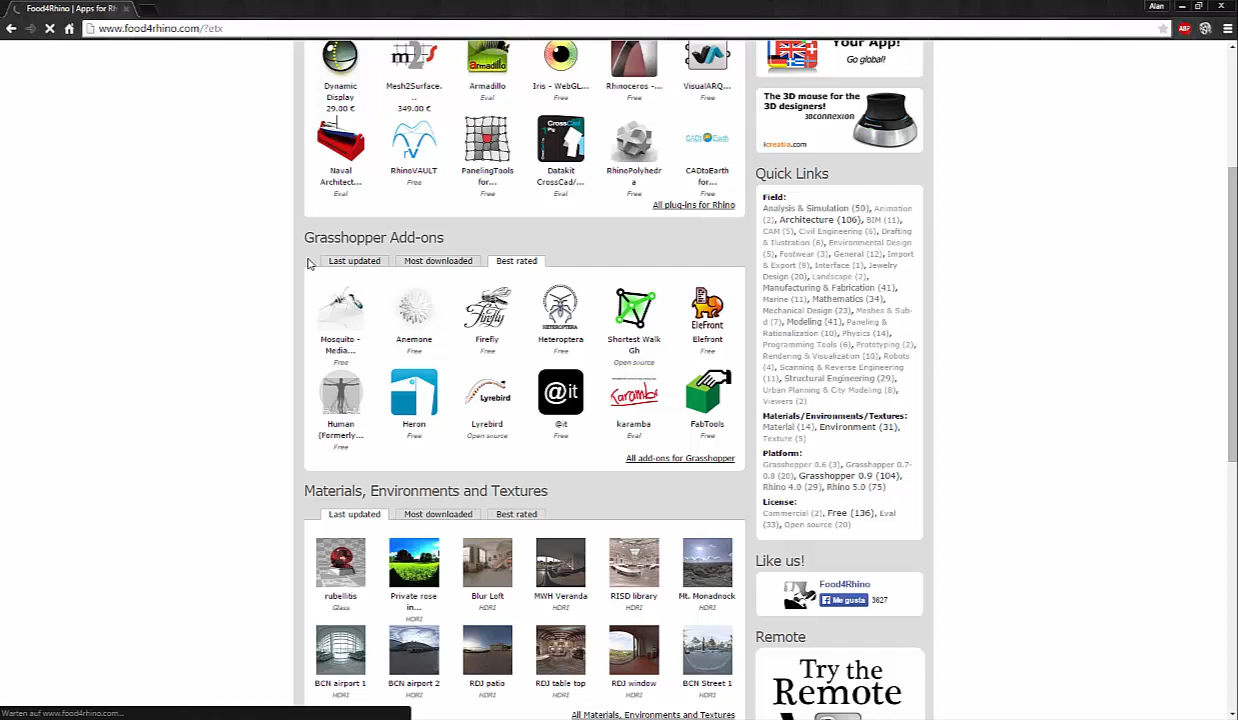 Food4Rhino | Apps for Rh
Alan
www.food4rhino.com/?etx
ABP
Dynamic
Display
29.00 €
Mesh2Surface.
..
349.00 €
armadillo
Armadillo
Eval
Iris - WebGL...
Free
Rhinoceros -...
Free
VisualARQ...
Free
Naval
Architect...
Eval
rV
RhinoVAULT
Free
PanelingTools
for...
Free
CrossCad
Plg
Datakit
CrossCad/...
Eval
RhinoPolyhedr
a
Free
CADtoEarth
for...
Free
All plug-ins for Rhino
Grasshopper Add-ons
Last updated
Most downloaded
Best rated
Mosquito -
Media...
Free
Anemone
Free
Firefly
Firefly
Free
HETEROPTERA
Heteroptera
Free
Shortest Walk
Gh
Open source
EleFront
Elefront
Free
Human
(Formerly...
Free
Heron
Free
Lyrebird
Lyrebird
Open source
@it
@it
Free
Karamba
karamba
Eval
FabTools
Free
All add-ons for Grasshopper
Materials, Environments and Textures
Last updated
Most downloaded
Best rated
rubellitis
Glass
Private rose
in...
HDRI
Blur Loft
HDRI
MWH Veranda
HDRI
RISD library
HDRI
Mt. Monadnock
HDRI
BCN airport 1
HDRI
BCN airport 2
HDRI
RDJ patio
HDRI
RDJ table top
HDRI
RDJ window
HDRI
BCN Street 1
HDRI
All Materials, Environments and Textures
Your App!
Go global!
The 3D mouse for the
3D designers!
3DCONNEXION
icreatia.com
Quick Links
Field:
Analysis & Simulation (50), Animation
(2), Architecture (106), BIM (11),
CAM (5), Civil Engineering (6), Drafting
& Illustration (6), Environmental Design
(5), Footwear (3), General (12), Import
& Export (9), Interface (1), Jewelry
Design (20), Landscape (2),
Manufacturing & Fabrication (41),
Marine (11), Mathematics (34),
Mechanical Design (23), Meshes & Sub-
d (7), Modeling (41), Paneling &
Rationalization (10), Physics (14),
Programming Tools (6), Prototyping (2),
Rendering & Visualization (10), Robots
(4), Scanning & Reverse Engineering
(11), Structural Engineering (29),
Urban Planning & City Modeling (8),
Viewers (2)
Materials/Environments/Textures:
Material (14), Environment (31),
Texture (5)
Platform:
Grasshopper 0.6 (3), Grasshopper 0.7-
0.8 (20), Grasshopper 0.9 (104),
Rhino 4.0 (29), Rhino 5.0 (75)
License:
Commercial (2), Free (136), Eval
(33), Open source (20)
Like us!
Food4Rhino
Me gusta
3627
Remote
Try the
Remote
Warten auf www.food4rhino.com...